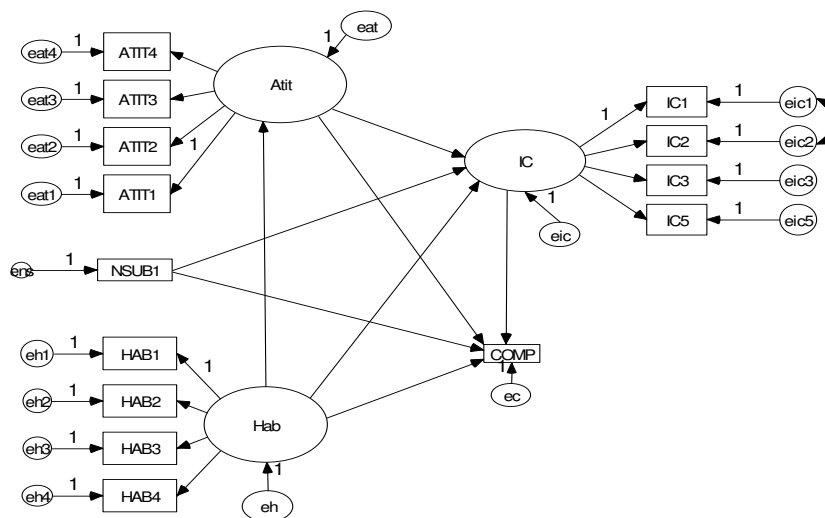 eat
1
eat4 1 ATIT4
Atit
eat3 1 ATIT3
eat2 1 ATIT2
1
eat1 1 ATIT1
1 IC1 1 eic1
IC2 1 eic2
IC
IC3 1 eic3
1
IC5 1 eic5
eic
ens 1 NSUB1
eh1 1 HAB1 1
COMP
1
eh2 1 HAB2
ec
Hab
eh3 1 HAB3
1
eh4 1 HAB4
eh